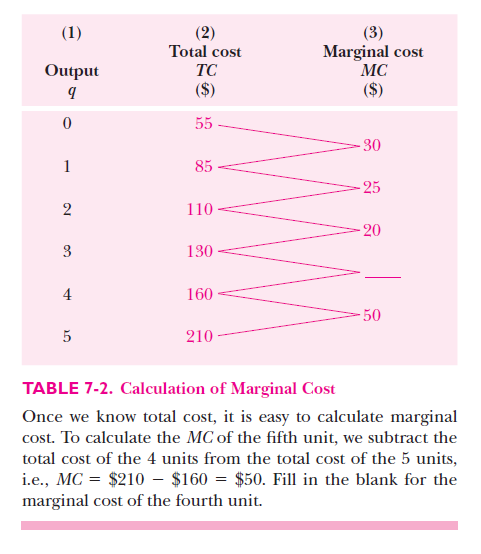 (1) (2) (3)
Total cost Marginal cost
Output TC MC
q ($) ($)
0 55
30
1 85
25
2 110
20
3 130
4 160
50
5 210
TABLE 7-2. Calculation of Marginal Cost
Once we know total cost, it is easy to calculate marginal
cost. To calculate the MC of the fifth unit, we subtract the
total cost of the 4 units from the total cost of the 5 units,
i.e., MC = $210 − $160 = $50. Fill in the blank for the
marginal cost of the fourth unit.